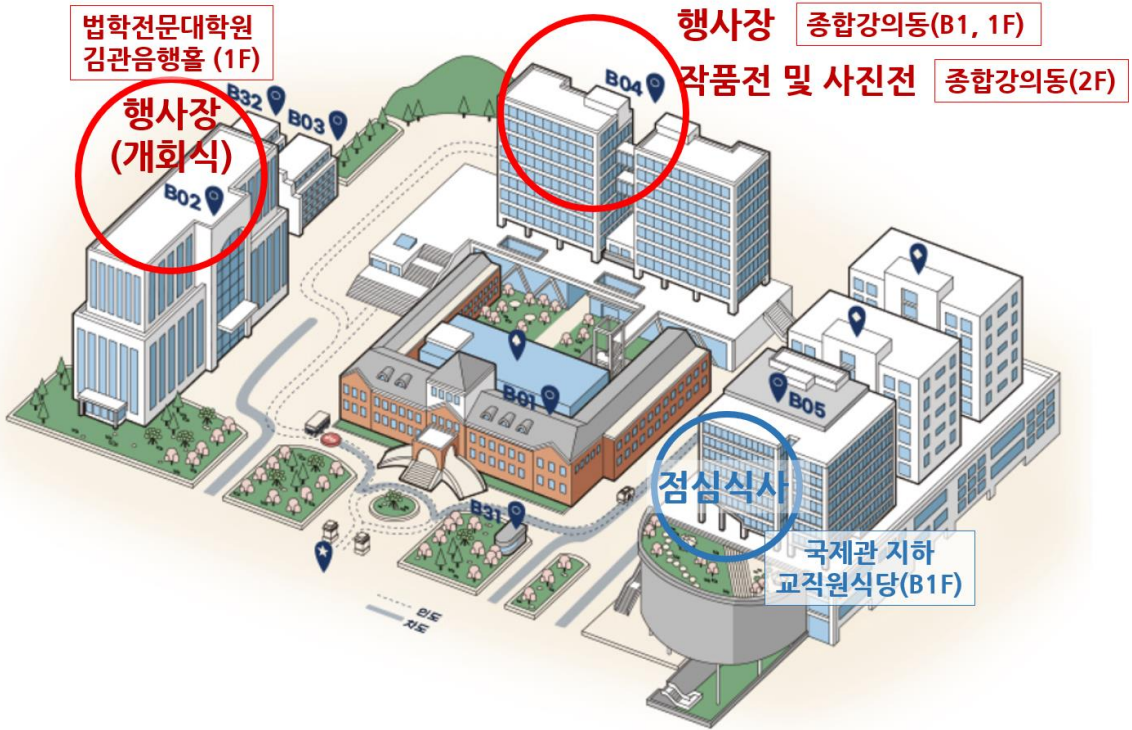 법학전문대학원
김관음행홀 (1F)
행사장 종합강의동(B1, 1F)
작품전 및 사진전 종합강의동(2F)
B04
B32
B03
행사장
(개회식)
B02
B01
B05
점심식사
B31
국제관 지하
교직원식당(B1F)
인도
차도